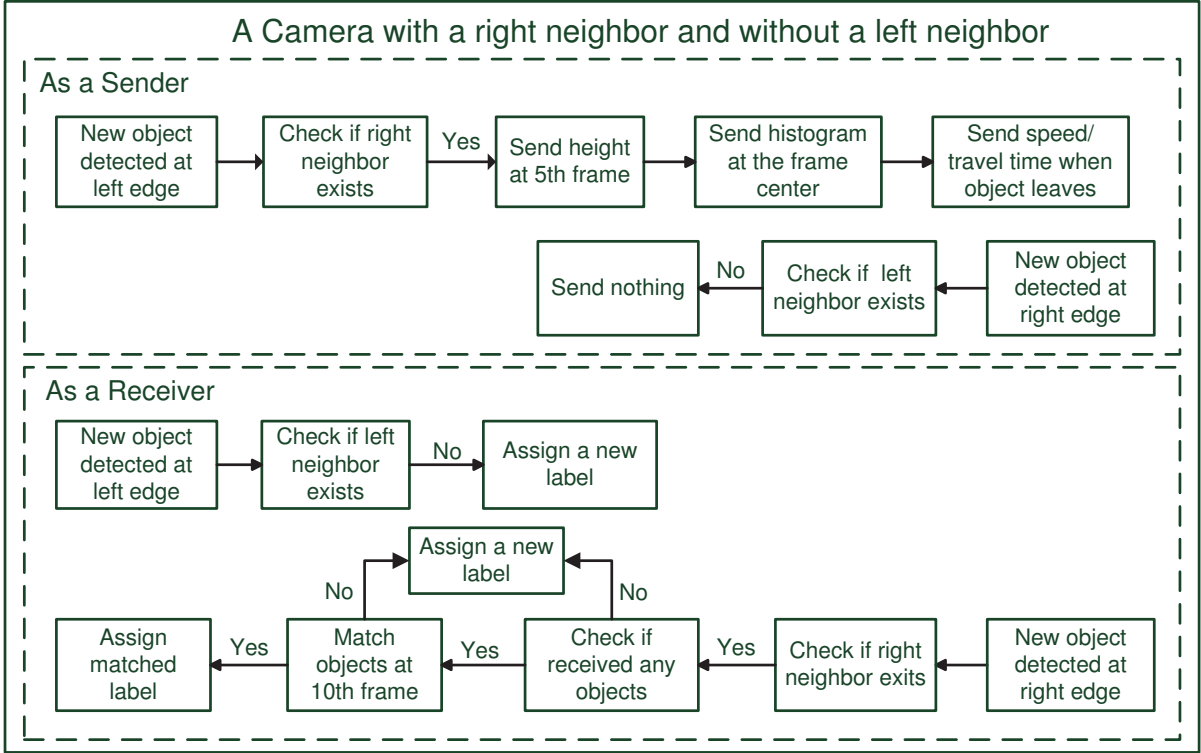 A Camera with a right neighbor and without a left neighbor
As a Sender
New object
detected at
left edge
Check if right
neighbor
exists
Yes
Send height
at 5th frame
Send histogram
at the frame
center
Send speed/
travel time when
object leaves
Send nothing
No
Check if left
neighbor exists
New object
detected at
right edge
As a Receiver
New object
detected at
left edge
Check if left
neighbor
exists
No
Assign a new
label
Assign a new
label
No
No
Assign
matched
label
Yes
Match
objects at
10th frame
Yes
Check if
received any
objects
Yes
Check if right
neighbor exits
New object
detected at
right edge